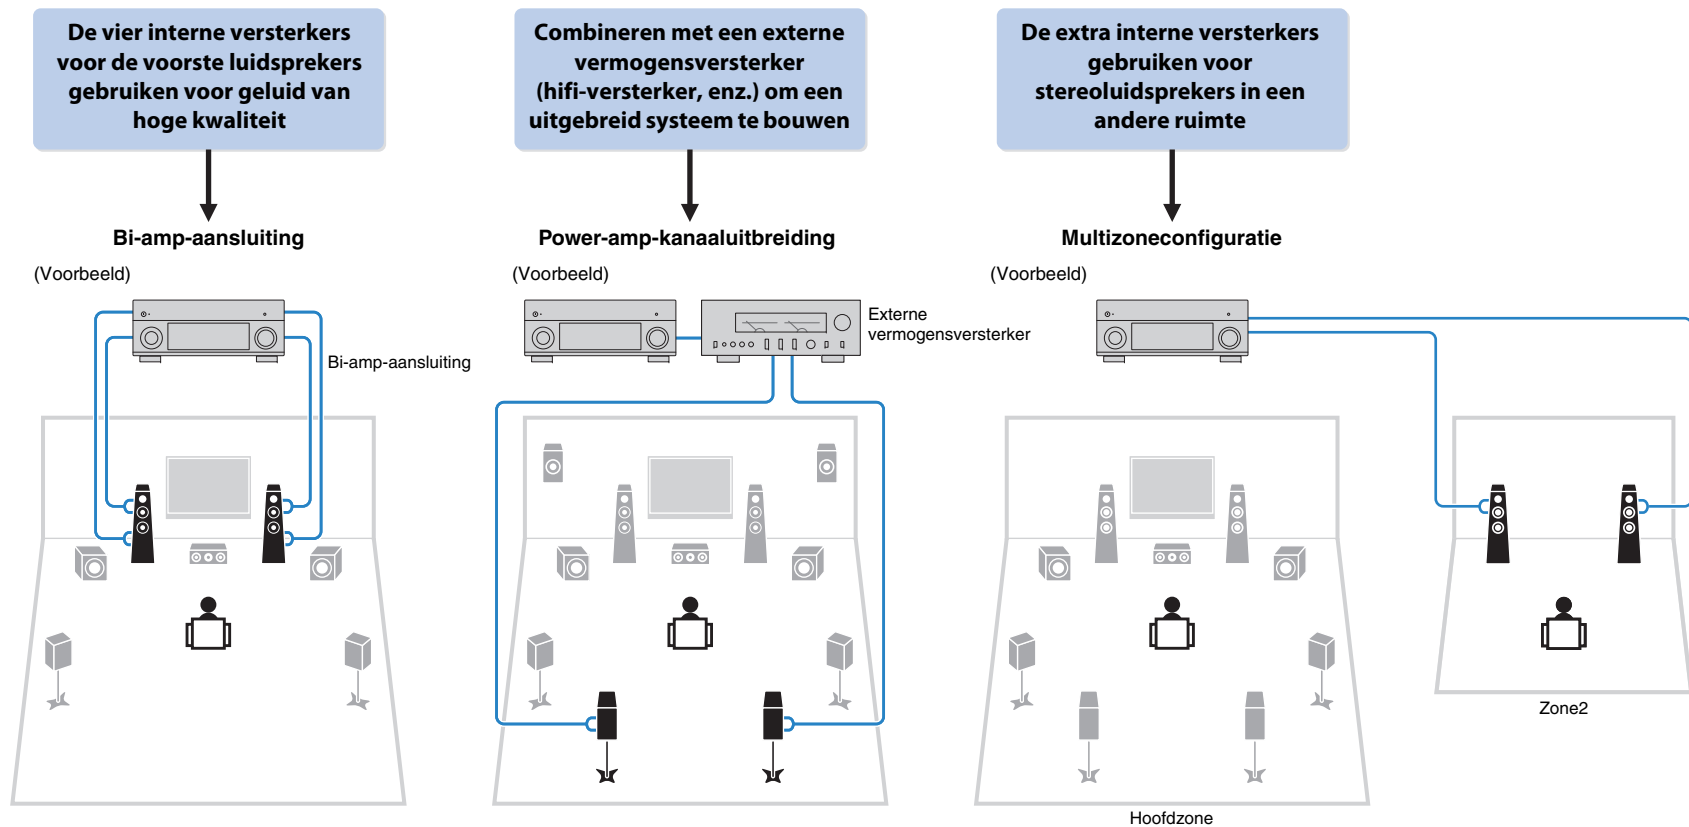 De vier interne versterkers
voor de voorste luidsprekers
gebruiken voor geluid van
hoge kwaliteit
Bi-amp-aansluiting
(Voorbeeld)
Bi-amp-aansluiting
Combineren met een externe
vermogensversterker
(hifi-versterker, enz.) om een
uitgebreid systeem te bouwen
Power-amp-kanaaluitbreiding
(Voorbeeld)
Externe
vermogensversterker
De extra interne versterkers
gebruiken voor
stereoluidsprekers in een
andere ruimte
Multizoneconfiguratie
(Voorbeeld)
Zone2
Hoofdzone